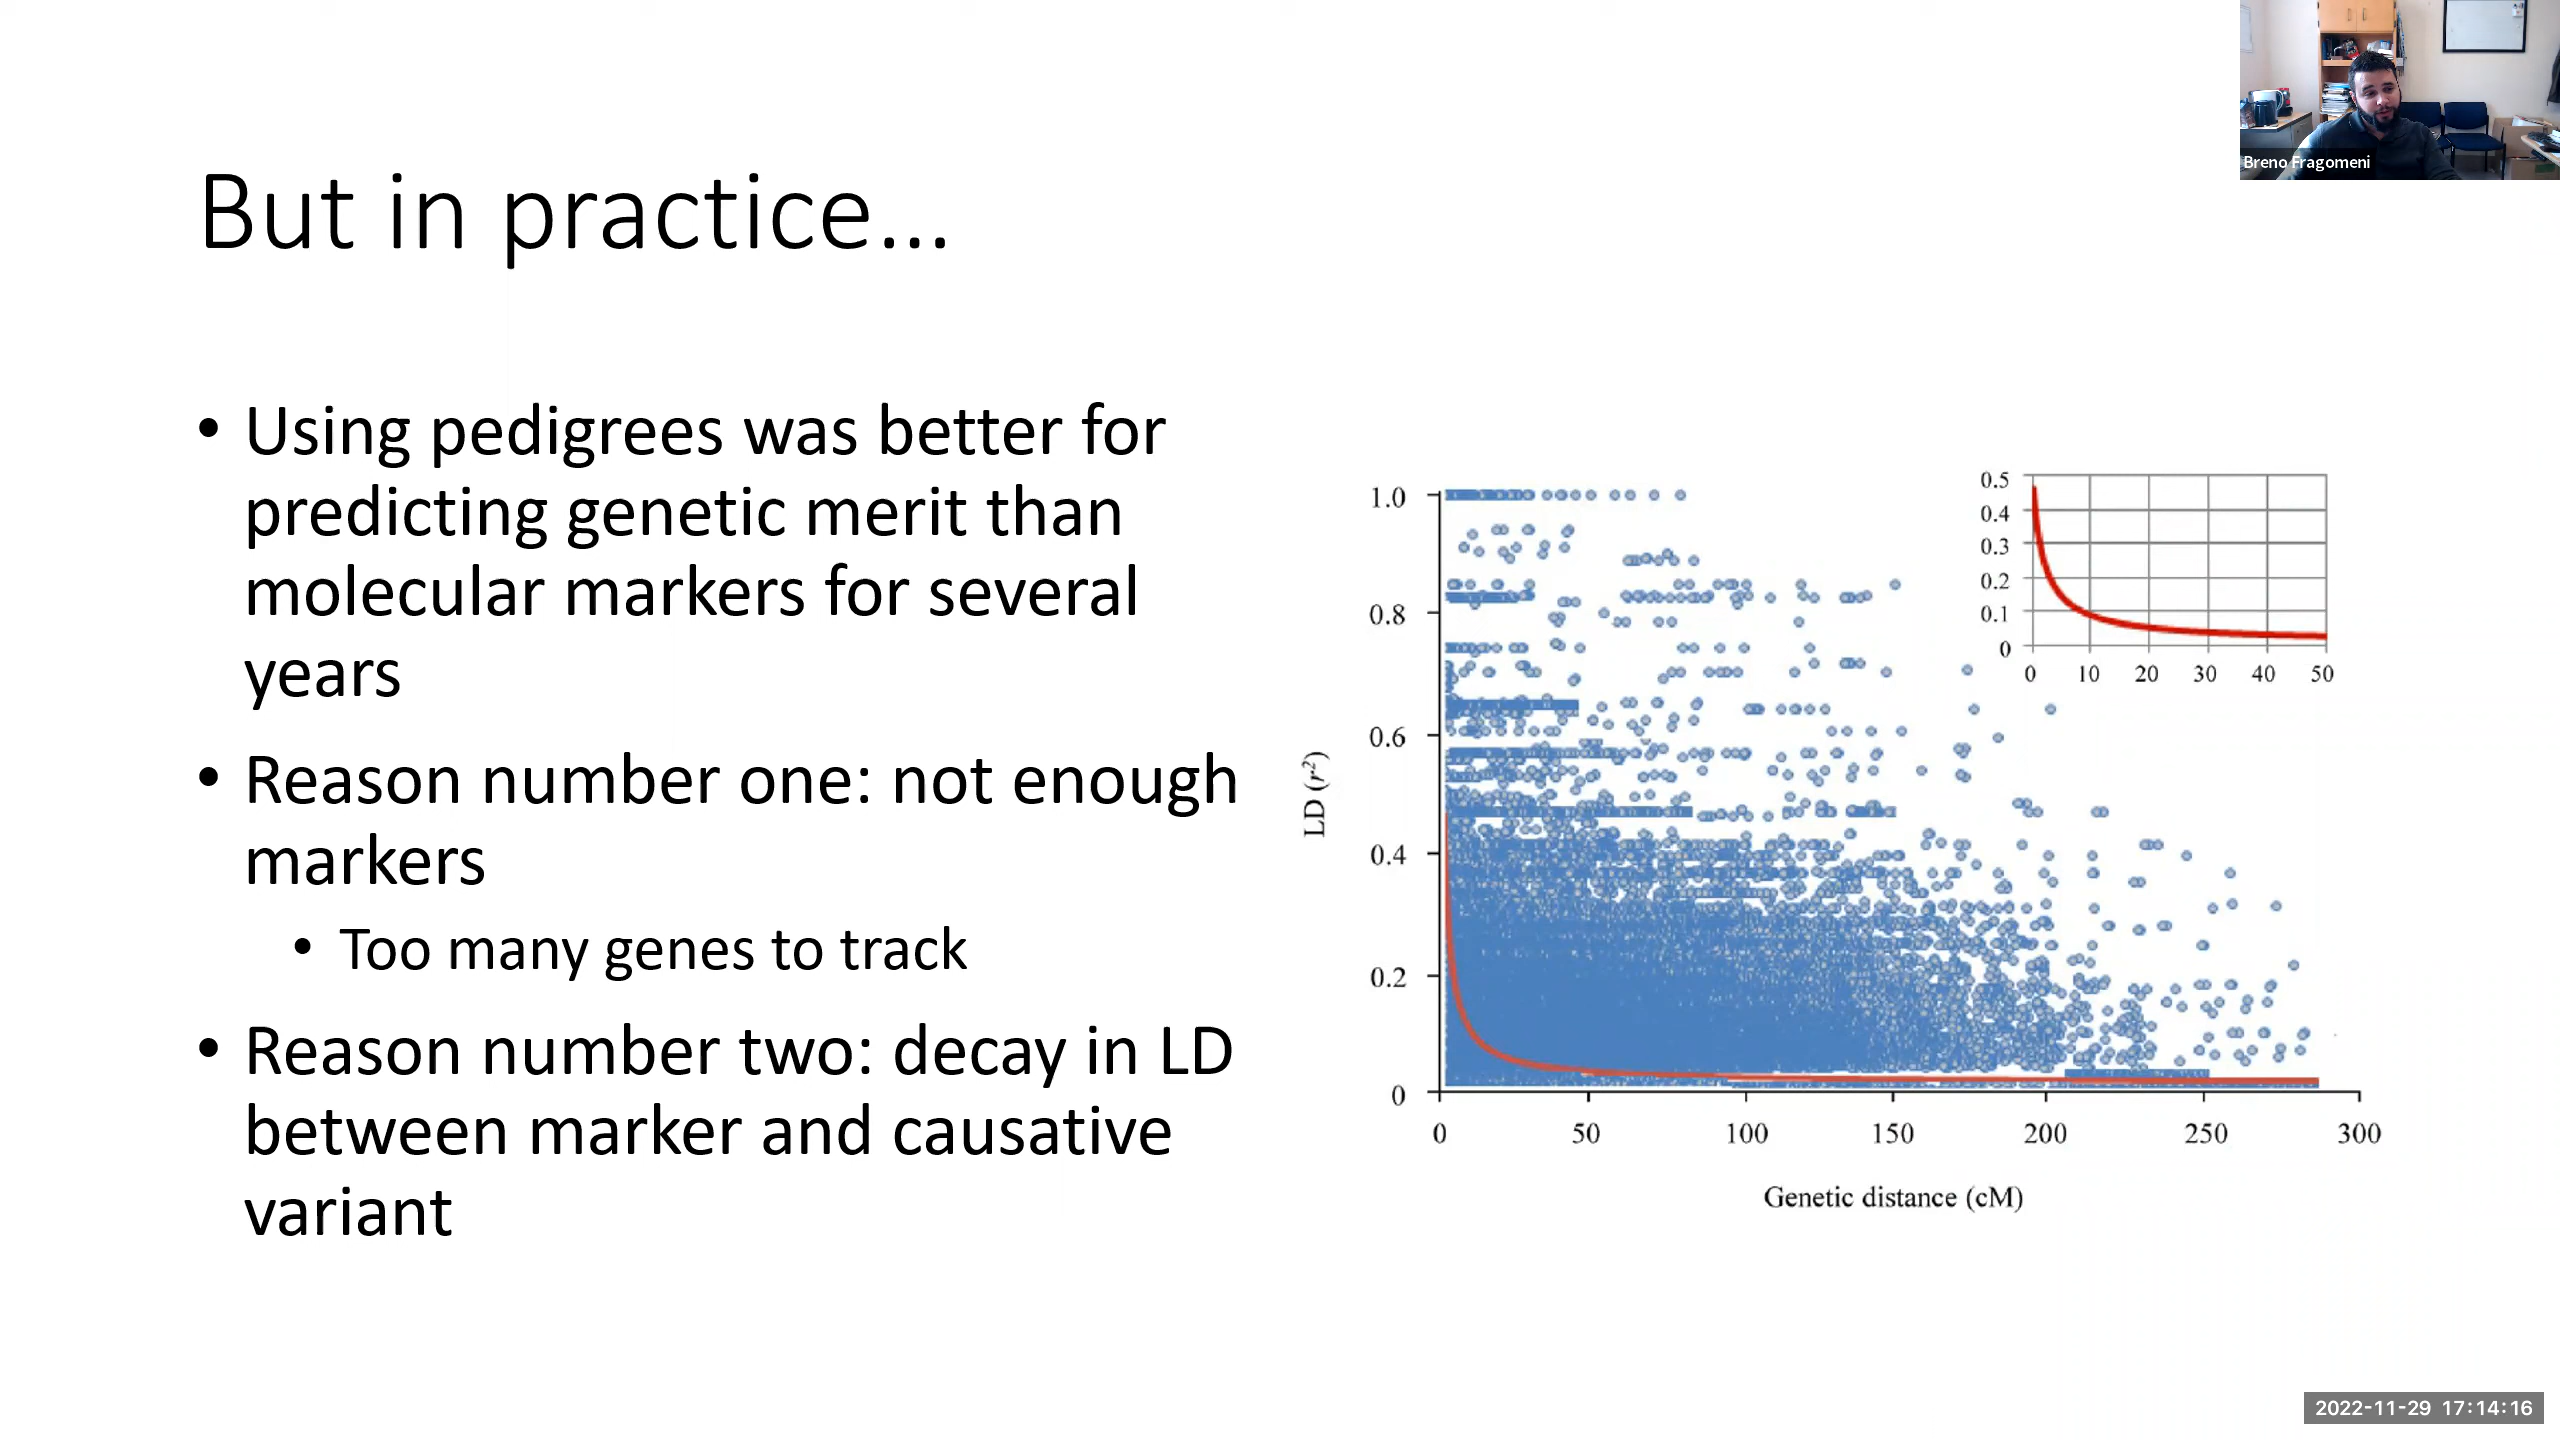 Breno Fragomeni
But in practice...
• Using pedigrees was better for
predicting genetic merit than
molecular markers for several
years
• Reason number one: not enough
markers
• Too many genes to track
• Reason number two: decay in LD
between marker and causative
variant
1.0
0.8
0.6
0.4
0.2
0
LD (r²)
0 50 100 150 200 250 300
Genetic distance (cM)
0.5
0.4
0.3
0.2
0.1
0
0 10 20 30 40 50
2022-11-29 17:14:16